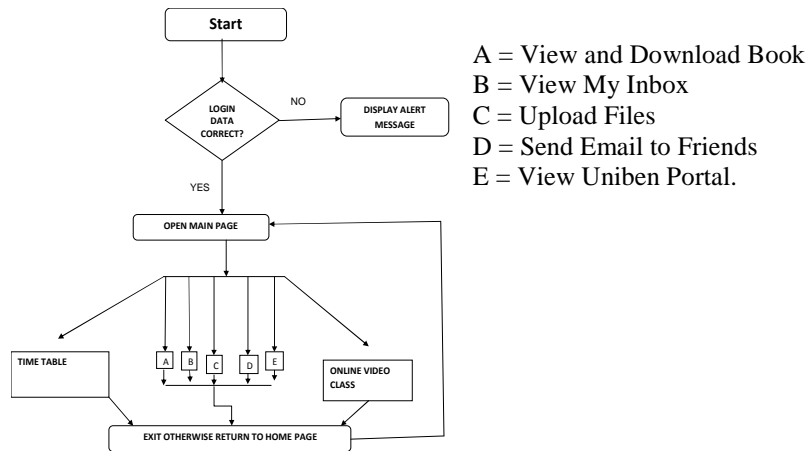 Start
LOGIN
DATA
CORRECT?
NO
DISPLAY ALERT
MESSAGE
YES
OPEN MAIN PAGE
TIME TABLE
A
B
C
D
E
ONLINE VIDEO
CLASS
EXIT OTHERWISE RETURN TO HOME PAGE
A = View and Download Book
B = View My Inbox
C = Upload Files
D = Send Email to Friends
E = View Uniben Portal.